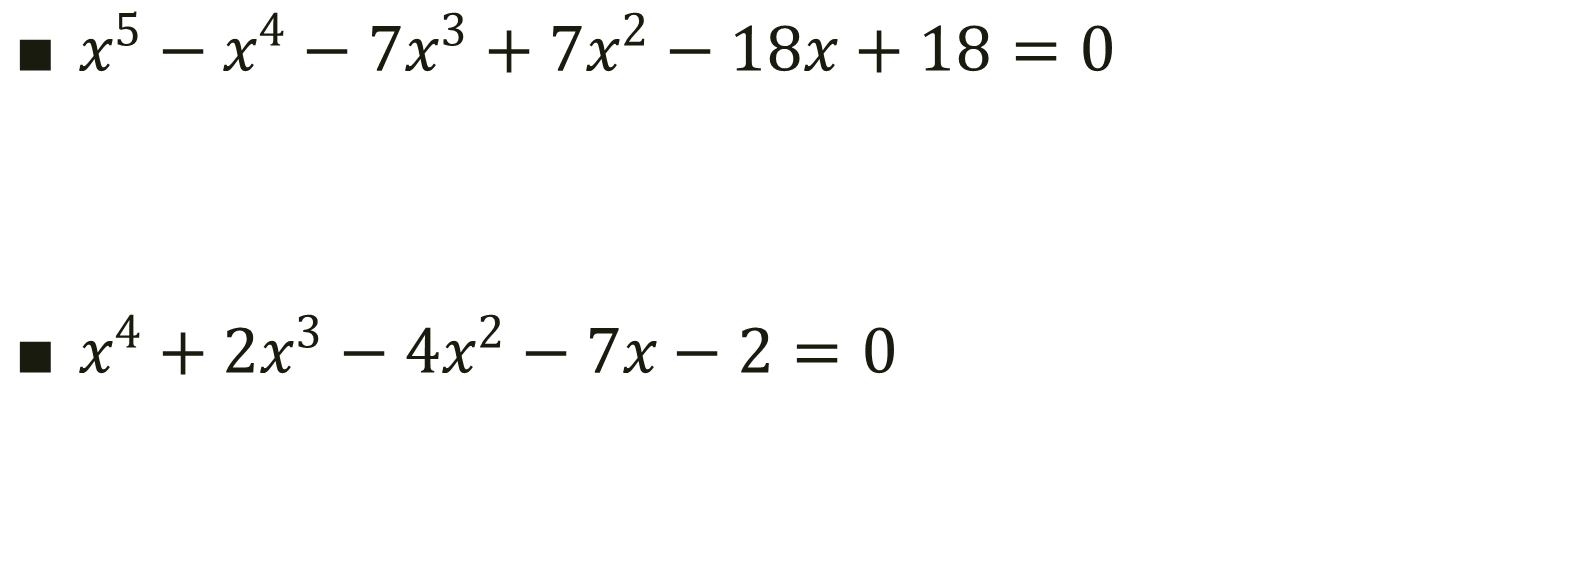 ■ x⁵ − x⁴ − 7x³ + 7x² − 18x + 18 = 0
■ x⁴ + 2x³ − 4x² − 7x − 2 = 0